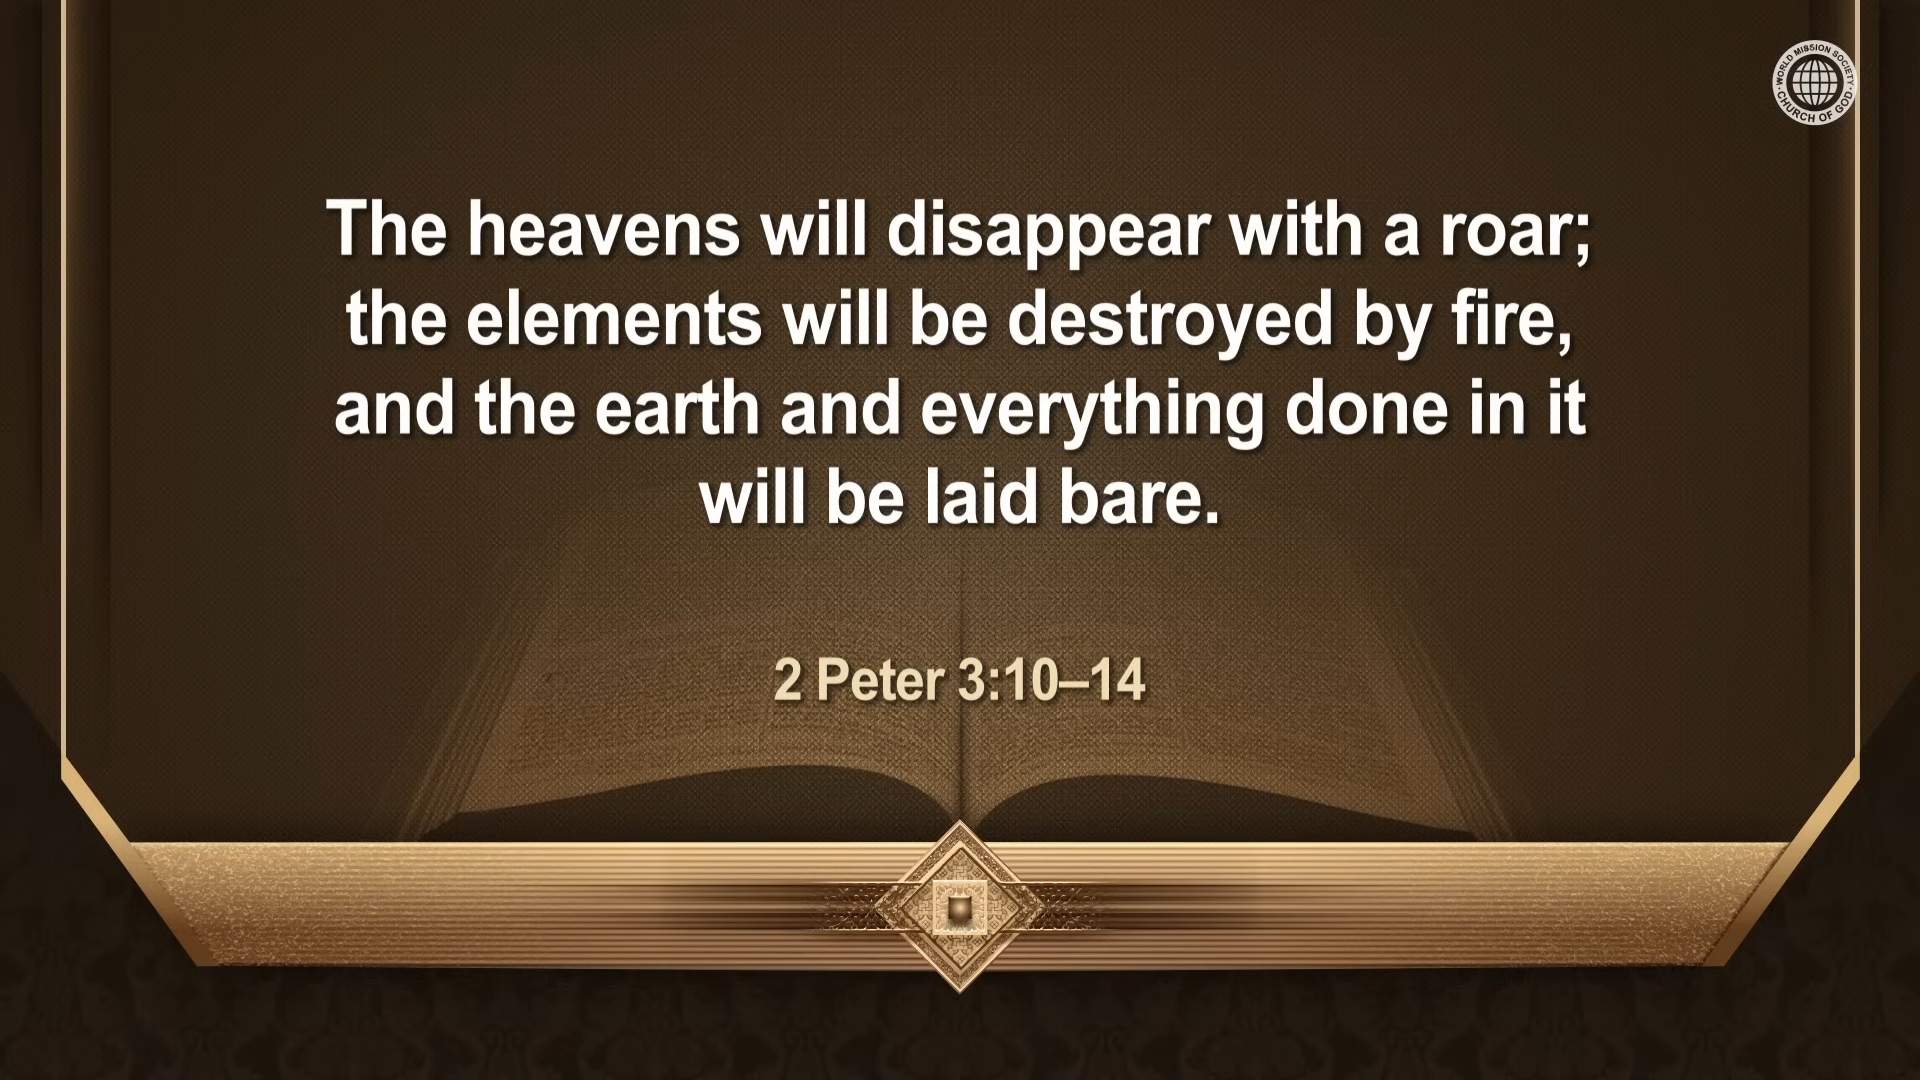 WORLD MISSION SOCIETY
CHURCH OF GOD
The heavens will disappear with a roar;
the elements will be destroyed by fire,
and the earth and everything done in it
will be laid bare.
2 Peter 3:10–14